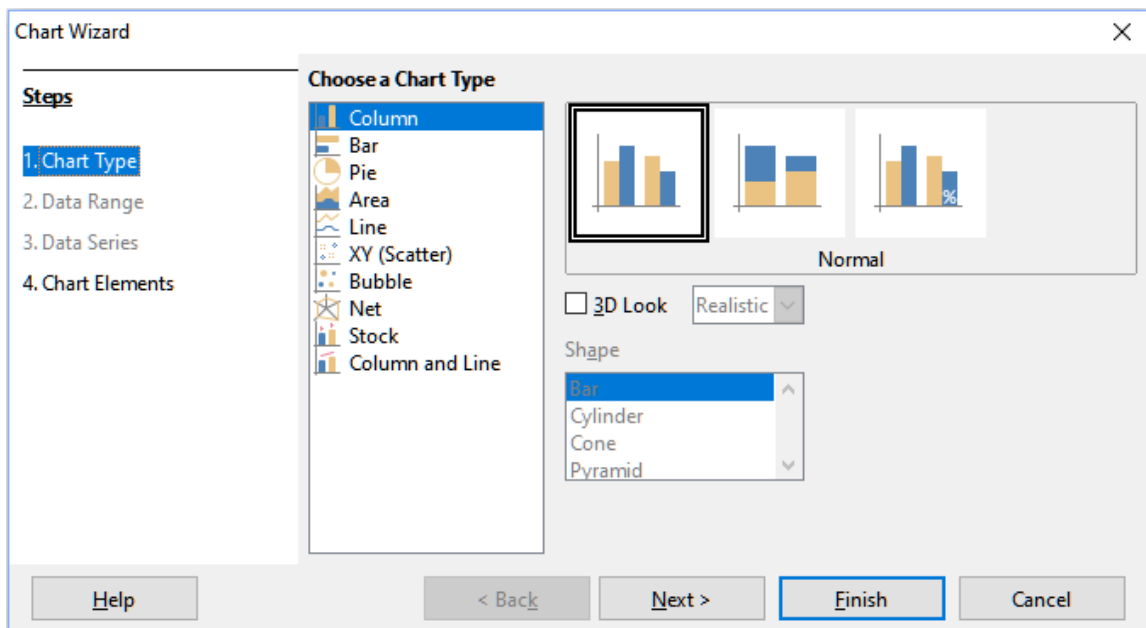 Chart Wizard
Steps
1. Chart Type
2. Data Range
3. Data Series
4. Chart Elements
Choose a Chart Type
Column
Bar
Pie
Area
Line
XY (Scatter)
Bubble
Net
Stock
Column and Line
%
Normal
3D Look
Realistic
Shape
Bar
Cylinder
Cone
Pyramid
Help
< Back
Next >
Finish
Cancel